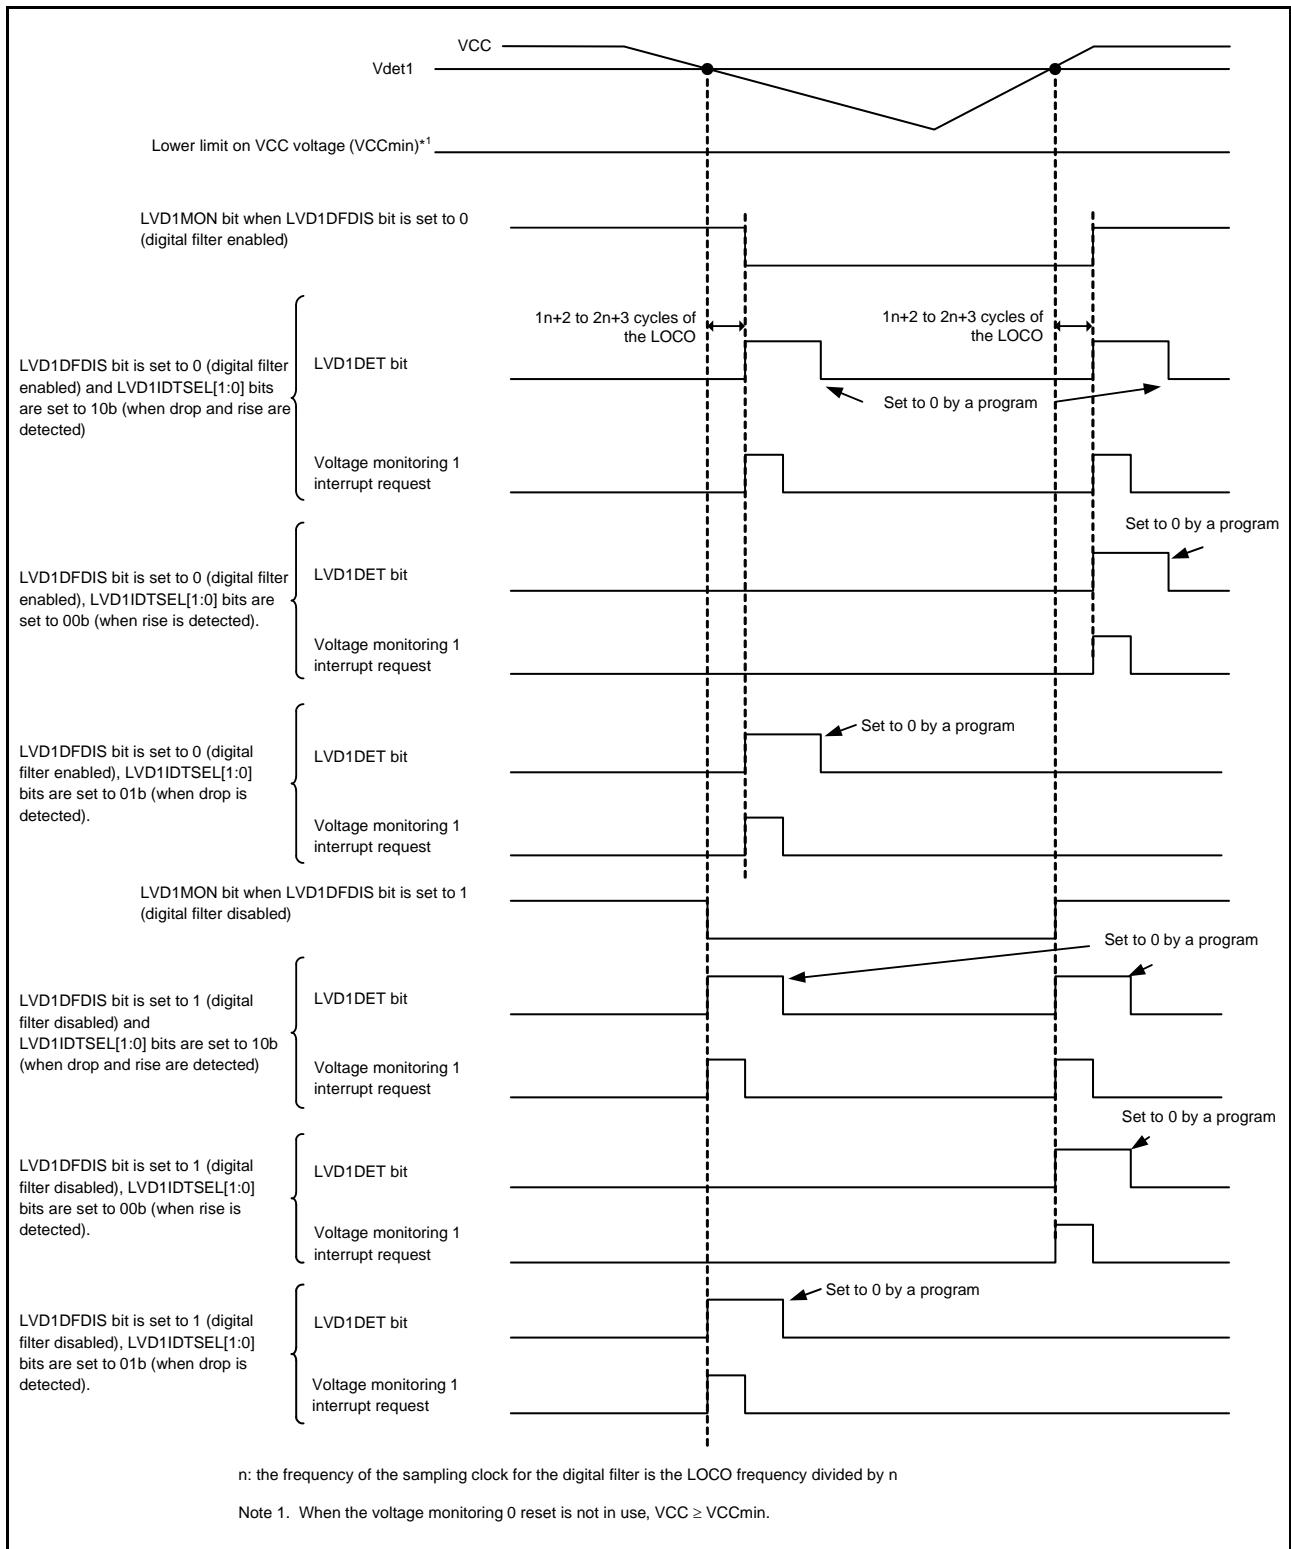 VCC
Vdet1
Lower limit on VCC voltage (VCCmin)*1
LVD1MON bit when LVD1DFDIS bit is set to 0
(digital filter enabled)
1n+2 to 2n+3 cycles of
the LOCO
1n+2 to 2n+3 cycles of
the LOCO
LVD1DFDIS bit is set to 0 (digital filter
enabled) and LVD1IDTSEL[1:0] bits
are set to 10b (when drop and rise are
detected)
LVD1DET bit
Set to 0 by a program
Voltage monitoring 1
interrupt request
Set to 0 by a program
LVD1DFDIS bit is set to 0 (digital filter
enabled), LVD1IDTSEL[1:0] bits are
set to 00b (when rise is detected).
LVD1DET bit
Voltage monitoring 1
interrupt request
Set to 0 by a program
LVD1DFDIS bit is set to 0 (digital
filter enabled), LVD1IDTSEL[1:0]
bits are set to 01b (when drop is
detected).
LVD1DET bit
Voltage monitoring 1
interrupt request
LVD1MON bit when LVD1DFDIS bit is set to 1
(digital filter disabled)
Set to 0 by a program
LVD1DFDIS bit is set to 1 (digital
filter disabled) and
LVD1IDTSEL[1:0] bits are set to 10b
(when drop and rise are detected)
LVD1DET bit
Voltage monitoring 1
interrupt request
Set to 0 by a program
LVD1DFDIS bit is set to 1 (digital
filter disabled), LVD1IDTSEL[1:0]
bits are set to 00b (when rise is
detected).
LVD1DET bit
Voltage monitoring 1
interrupt request
Set to 0 by a program
LVD1DFDIS bit is set to 1 (digital
filter disabled), LVD1IDTSEL[1:0]
bits are set to 01b (when drop is
detected).
LVD1DET bit
Voltage monitoring 1
interrupt request
n: the frequency of the sampling clock for the digital filter is the LOCO frequency divided by n
Note 1. When the voltage monitoring 0 reset is not in use, VCC ≥ VCCmin.